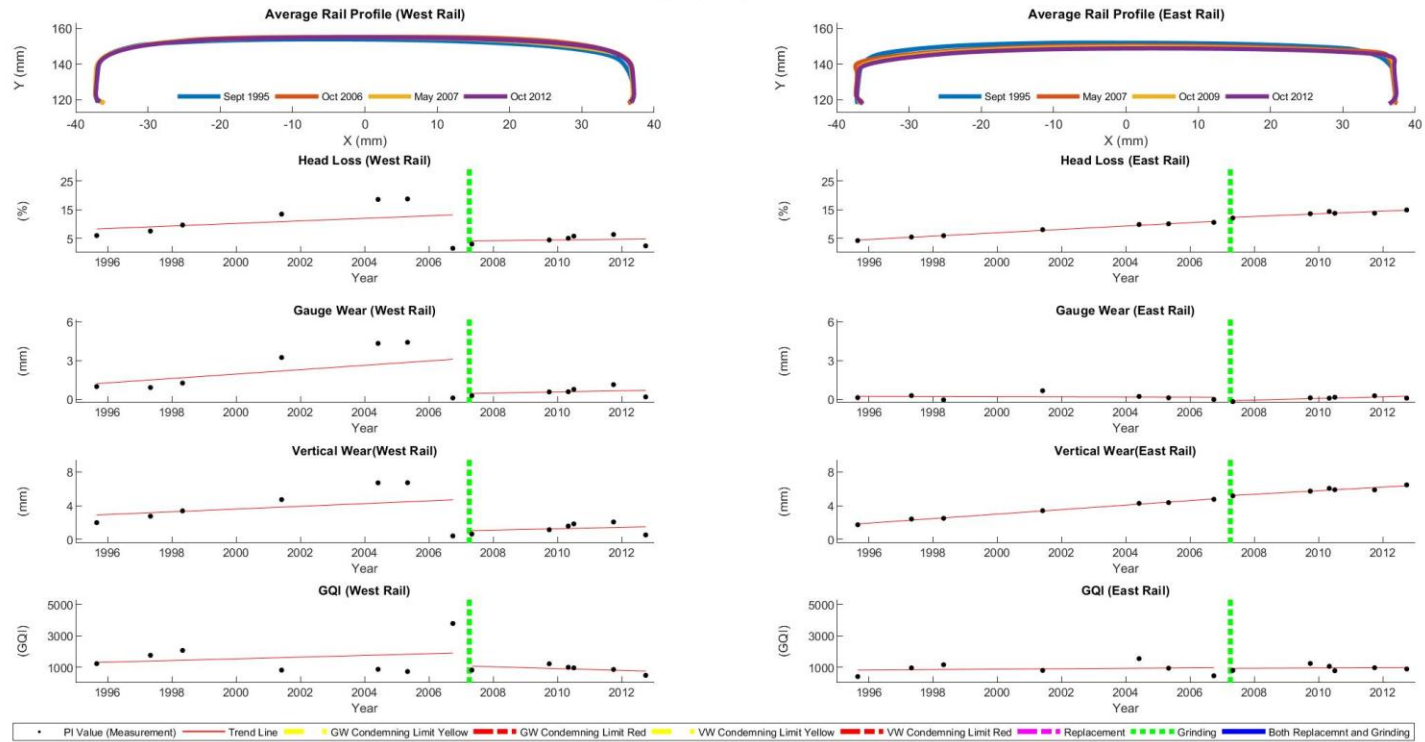 Average Rail Profile (West Rail)
160
140
120
Y (mm)
Sept 1995 Oct 2006 May 2007 Oct 2012
-40 -30 -20 -10 0 10 20 30 40
X (mm)
Average Rail Profile (East Rail)
160
140
120
Y (mm)
Sept 1995 May 2007 Oct 2009 Oct 2012
-40 -30 -20 -10 0 10 20 30 40
X (mm)
Head Loss (West Rail)
25
15
5
(%)
1996 1998 2000 2002 2004 2006 2008 2010 2012
Year
Head Loss (East Rail)
25
15
5
(%)
1996 1998 2000 2002 2004 2006 2008 2010 2012
Year
Gauge Wear (West Rail)
6
3
0
(mm)
1996 1998 2000 2002 2004 2006 2008 2010 2012
Year
Gauge Wear (East Rail)
6
3
0
(mm)
1996 1998 2000 2002 2004 2006 2008 2010 2012
Year
Vertical Wear(West Rail)
8
4
0
(mm)
1996 1998 2000 2002 2004 2006 2008 2010 2012
Year
Vertical Wear(East Rail)
8
4
0
(mm)
1996 1998 2000 2002 2004 2006 2008 2010 2012
Year
GQI (West Rail)
5000
3000
1000
(GQI)
1996 1998 2000 2002 2004 2006 2008 2010 2012
Year
GQI (East Rail)
5000
3000
1000
(GQI)
1996 1998 2000 2002 2004 2006 2008 2010 2012
Year
PI Value (Measurement) Trend Line GW Condemning Limit Yellow GW Condemning Limit Red VW Condemning Limit Yellow VW Condemning Limit Red Replacement Grinding Both Replacemnt and Grinding